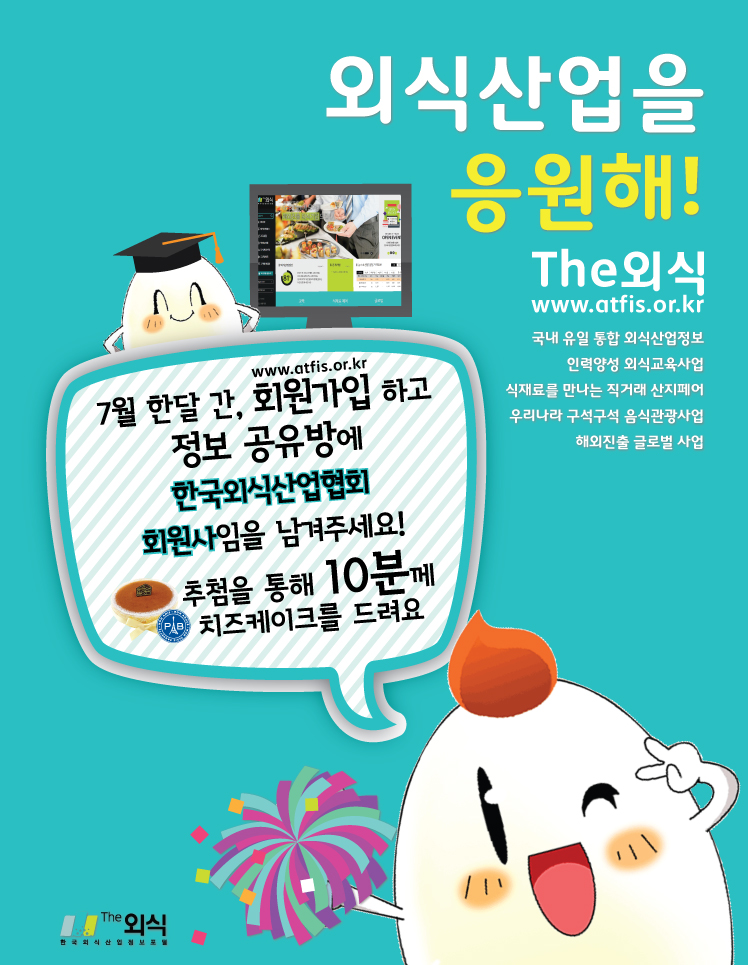 외식산업을
응원해!
The외식
www.atfis.or.kr
국내 유일 통합 외식산업정보
인력양성 외식교육사업
식재료를 만나는 직거래 산지페어
우리나라 구석구석 음식관광사업
해외진출 글로벌 사업
www.atfis.or.kr
7월 한달 간, 회원가입 하고
정보 공유방에
한국외식산업협회
회원사임을 남겨주세요!
추첨을 통해 10분께
치즈케이크를 드려요
PB
The외식
한국외식산업정보포털